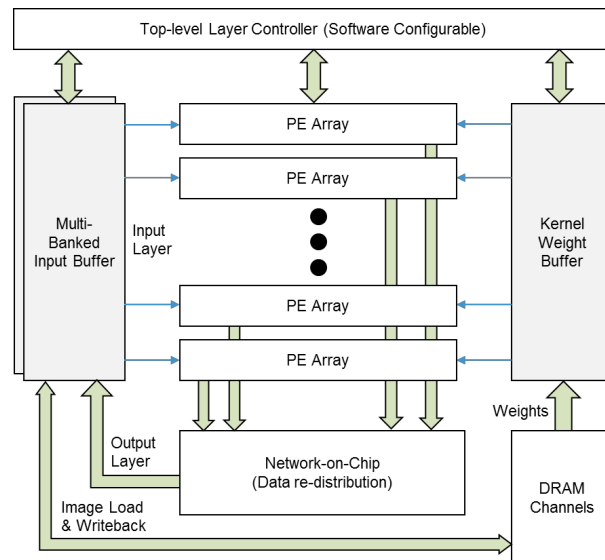 Top-level Layer Controller (Software Configurable)
PE Array
PE Array
Multi-
Banked
Input Buffer
Input
Layer
Kernel
Weight
Buffer
PE Array
PE Array
Weights
Output
Layer
Network-on-Chip
(Data re-distribution)
DRAM
Channels
Image Load
& Writeback